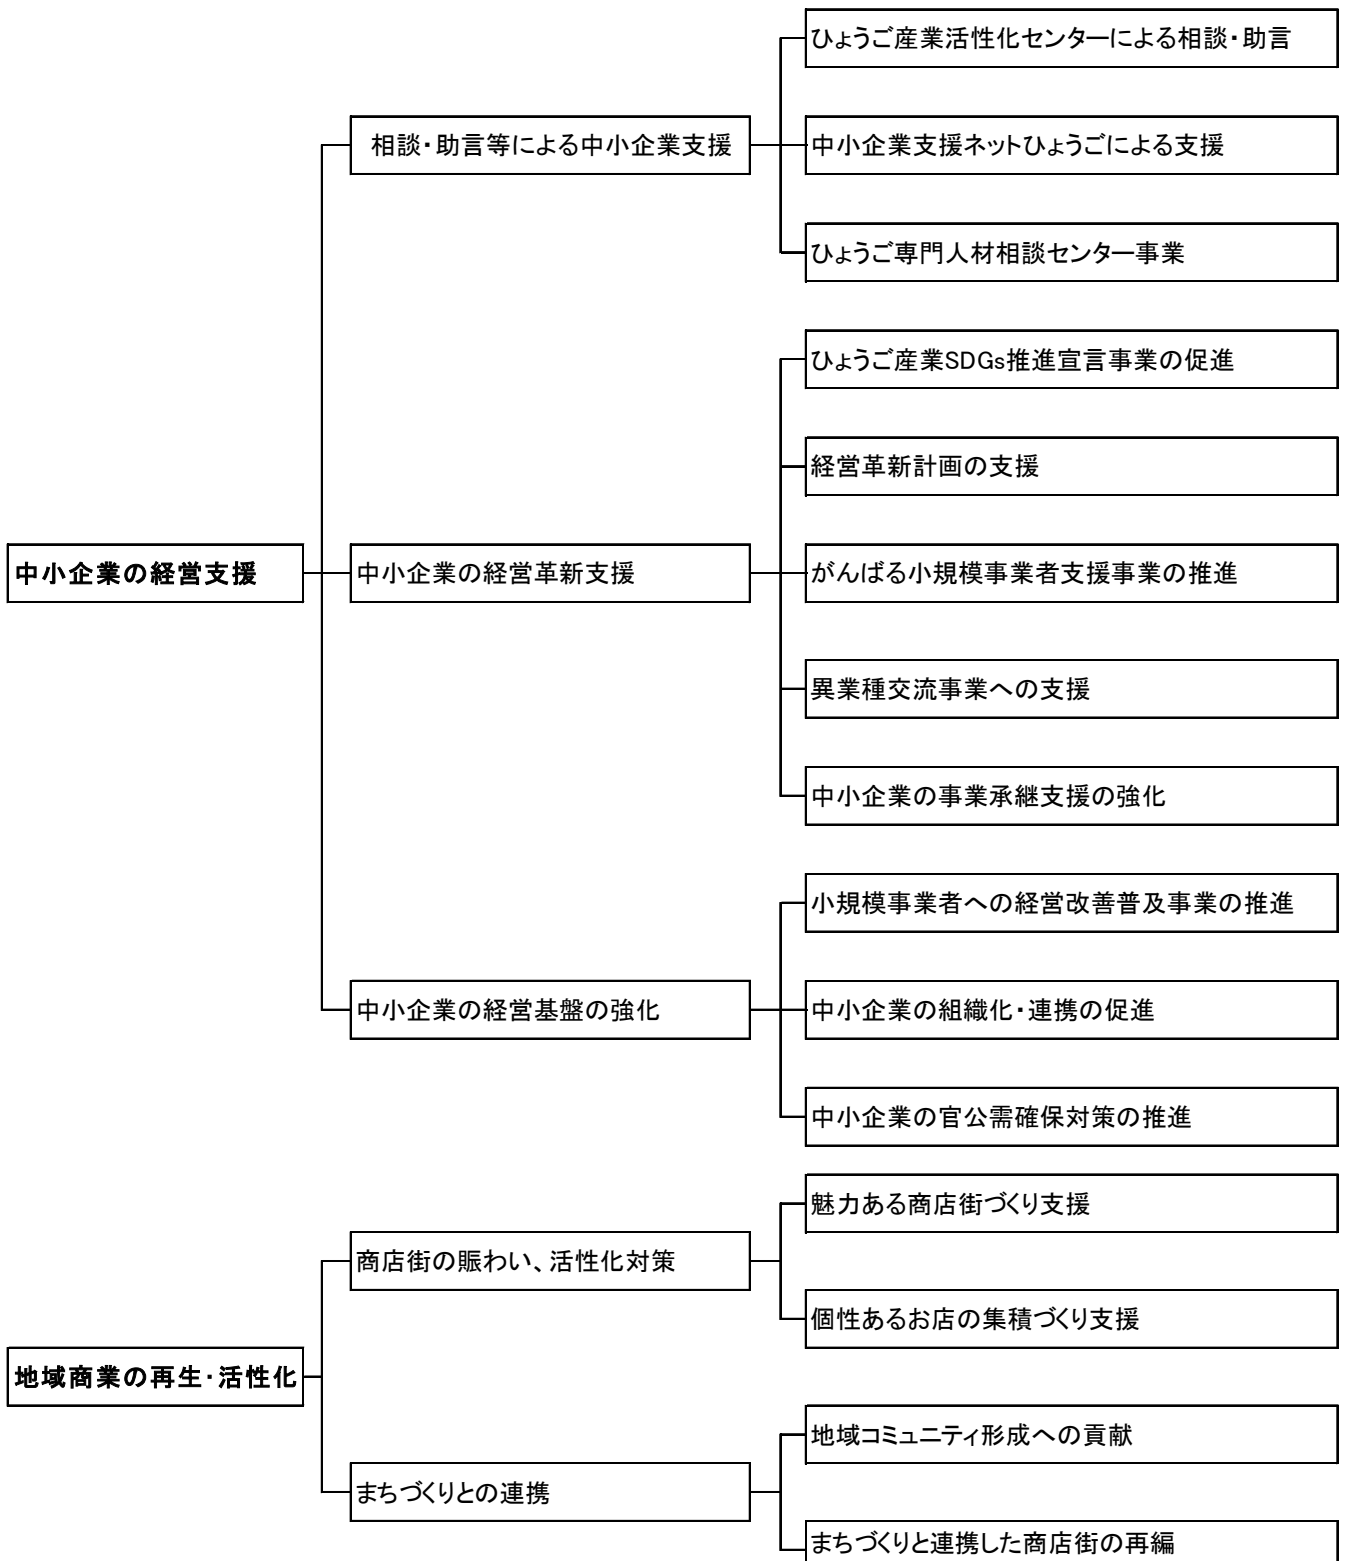 中小企業の経営支援
相談・助言等による中小企業支援
ひょうご産業活性化センターによる相談・助言
中小企業支援ネットひょうごによる支援
ひょうご専門人材相談センター事業
中小企業の経営革新支援
ひょうご産業SDGs推進宣言事業の促進
経営革新計画の支援
がんばる小規模事業者支援事業の推進
異業種交流事業への支援
中小企業の事業承継支援の強化
中小企業の経営基盤の強化
小規模事業者への経営改善普及事業の推進
中小企業の組織化・連携の促進
中小企業の官公需確保対策の推進
地域商業の再生・活性化
商店街の賑わい、活性化対策
魅力ある商店街づくり支援
個性あるお店の集積づくり支援
まちづくりとの連携
地域コミュニティ形成への貢献
まちづくりと連携した商店街の再編